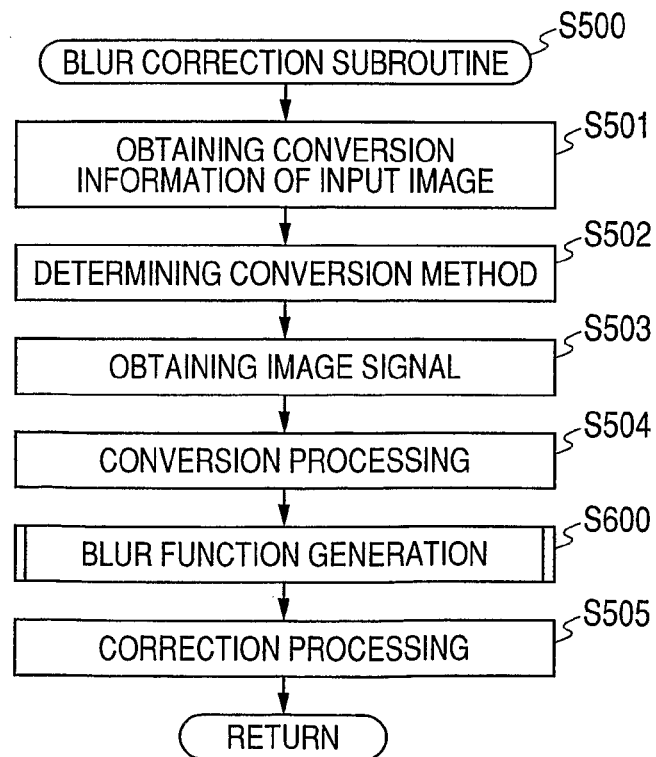 S500
BLUR CORRECTION SUBROUTINE
S501
OBTAINING CONVERSION
INFORMATION OF INPUT IMAGE
S502
DETERMINING CONVERSION METHOD
S503
OBTAINING IMAGE SIGNAL
S504
CONVERSION PROCESSING
S600
BLUR FUNCTION GENERATION
S505
CORRECTION PROCESSING
RETURN